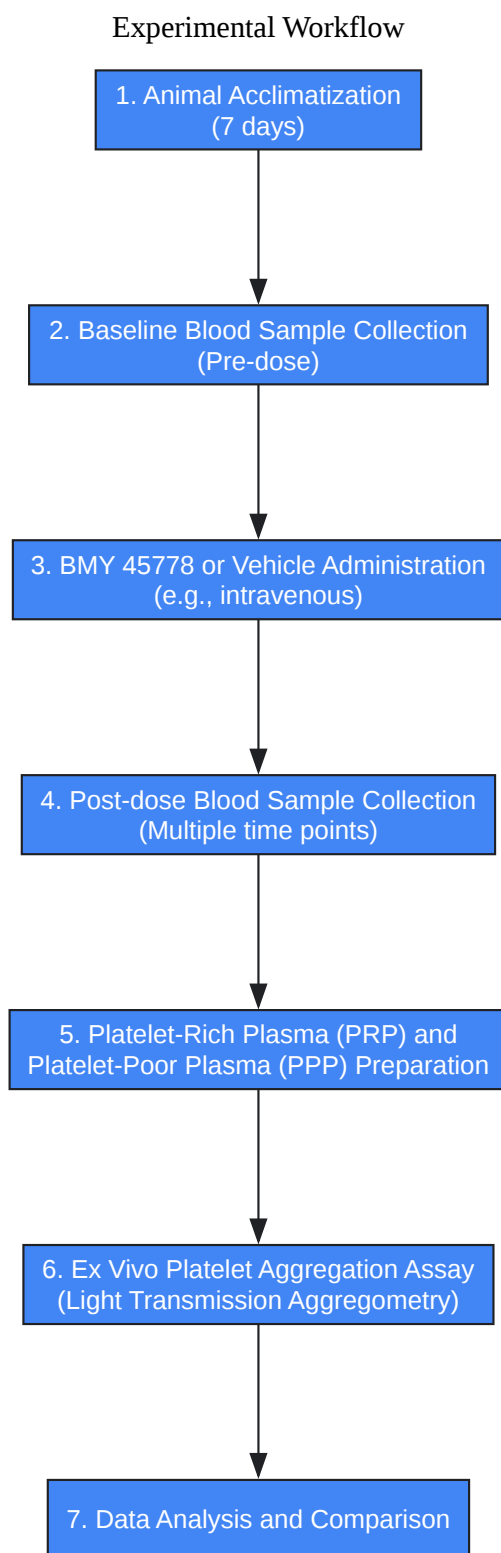 Experimental Workflow
1. Animal Acclimatization
(7 days)
2. Baseline Blood Sample Collection
(Pre-dose)
3. BMY 45778 or Vehicle Administration
(e.g., intravenous)
4. Post-dose Blood Sample Collection
(Multiple time points)
5. Platelet-Rich Plasma (PRP) and
Platelet-Poor Plasma (PPP) Preparation
6. Ex Vivo Platelet Aggregation Assay
(Light Transmission Aggregometry)
7. Data Analysis and Comparison